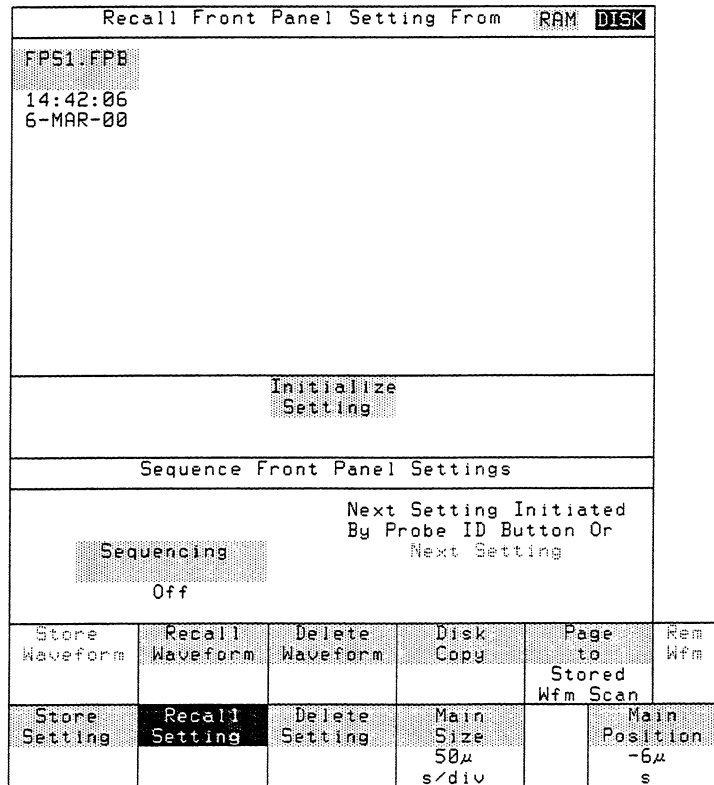 Recall Front Panel Setting From RAM DISK
FPS1.FPB
14:42:06
6-MAR-00
Initialize
Setting
Sequence Front Panel Settings
Next Setting Initiated
By Probe ID Button Or
Next Setting
Sequencing
Off
Store Recall Delete Disk Page Rem
Waveform Waveform Waveform Copy to Wfm
Stored
Wfm Scan
Store Recall Delete Main Main
Setting Setting Setting Size Position
50µ -6µ
s/div s